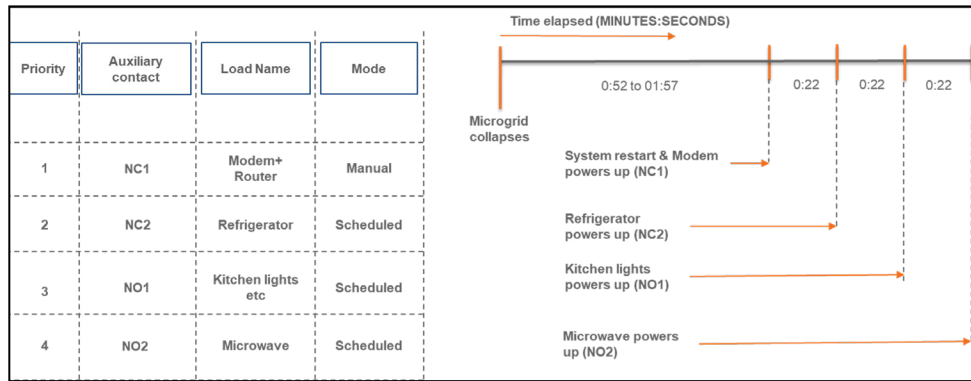 Time elapsed (MINUTES:SECONDS)
Priority
Auxiliary
contact
Load Name
Mode
0:52 to 01:57
0:22
0:22
0:22
Microgrid
collapses
1
NC1
Modem+
Router
Manual
System restart & Modem
powers up (NC1)
2
NC2
Refrigerator
Scheduled
Refrigerator
powers up (NC2)
3
NO1
Kitchen lights
etc
Scheduled
Kitchen lights
powers up (NO1)
4
NO2
Microwave
Scheduled
Microwave powers
up (NO2)